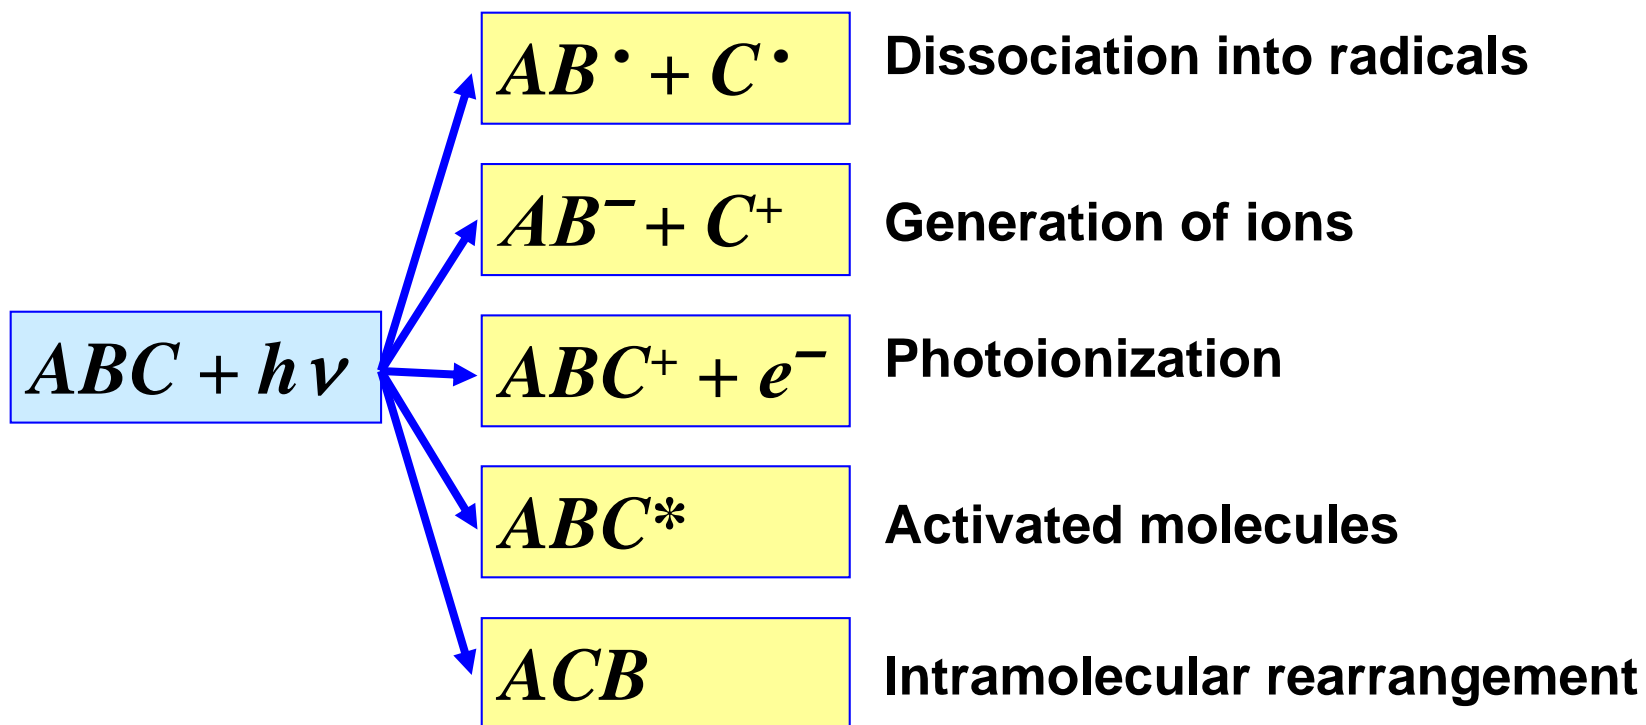 AB• + C• Dissociation into radicals
AB⁻ + C⁺ Generation of ions
ABC + hν
ABC⁺ + e⁻ Photoionization
ABC* Activated molecules
ACB Intramolecular rearrangement